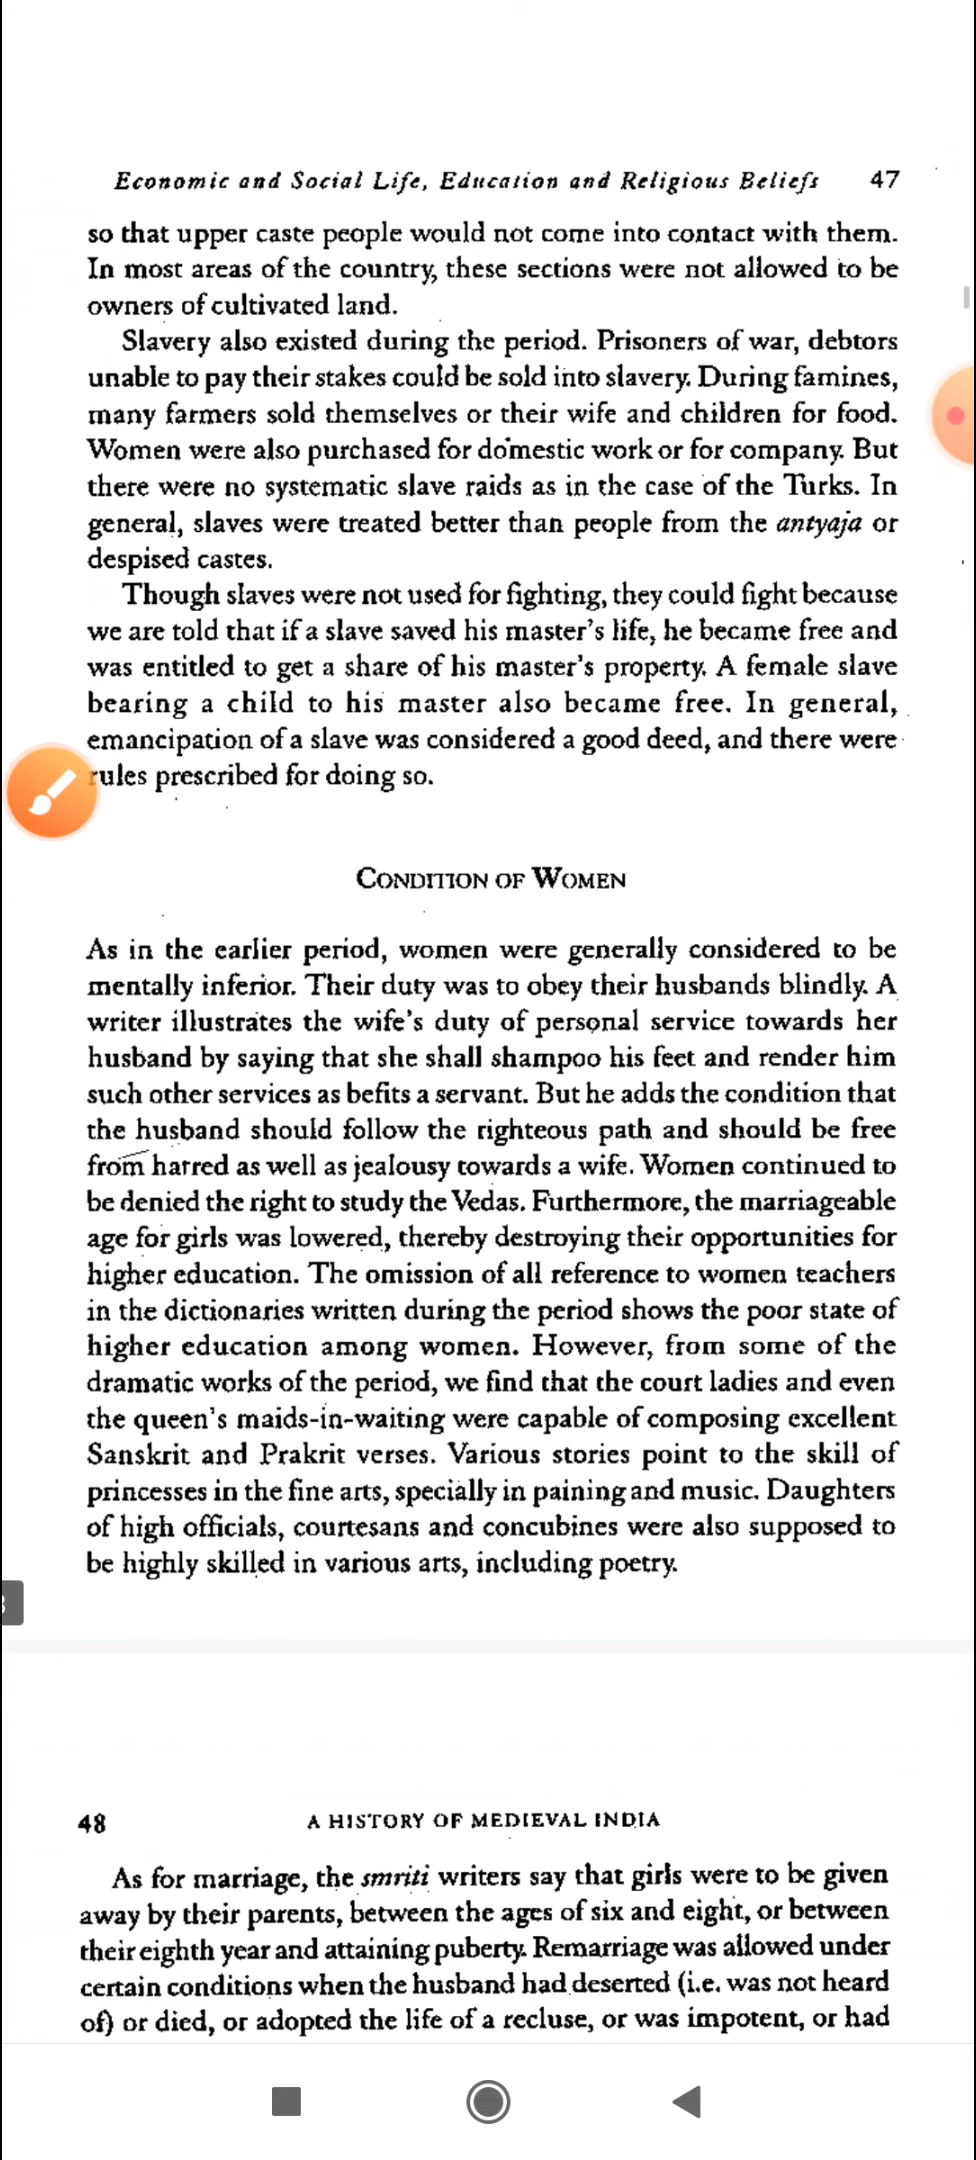 Economic and Social Life, Education and Religious Beliefs 47
so that upper caste people would not come into contact with them.
In most areas of the country, these sections were not allowed to be
owners of cultivated land.
Slavery also existed during the period. Prisoners of war, debtors
unable to pay their stakes could be sold into slavery. During famines,
many farmers sold themselves or their wife and children for food.
Women were also purchased for domestic work or for company. But
there were no systematic slave raids as in the case of the Turks. In
general, slaves were treated better than people from the antyaja or
despised castes.
Though slaves were not used for fighting, they could fight because
we are told that if a slave saved his master's life, he became free and
was entitled to get a share of his master's property. A female slave
bearing a child to his master also became free. In general,
emancipation of a slave was considered a good deed, and there were
rules prescribed for doing so.
CONDITION OF WOMEN
As in the earlier period, women were generally considered to be
mentally inferior. Their duty was to obey their husbands blindly. A
writer illustrates the wife's duty of personal service towards her
husband by saying that she shall shampoo his feet and render him
such other services as befits a servant. But he adds the condition that
the husband should follow the righteous path and should be free
from hatred as well as jealousy towards a wife. Women continued to
be denied the right to study the Vedas. Furthermore, the marriageable
age for girls was lowered, thereby destroying their opportunities for
higher education. The omission of all reference to women teachers
in the dictionaries written during the period shows the poor state of
higher education among women. However, from some of the
dramatic works of the period, we find that the court ladies and even
the queen's maids-in-waiting were capable of composing excellent
Sanskrit and Prakrit verses. Various stories point to the skill of
princesses in the fine arts, specially in paining and music. Daughters
of high officials, courtesans and concubines were also supposed to
be highly skilled in various arts, including poetry.
48 A HISTORY OF MEDIEVAL INDIA
As for marriage, the smriti writers say that girls were to be given
away by their parents, between the ages of six and eight, or between
their eighth year and attaining puberty. Remarriage was allowed under
certain conditions when the husband had deserted (i.e. was not heard
of) or died, or adopted the life of a recluse, or was impotent, or had